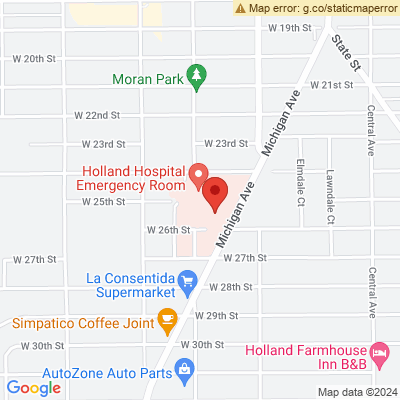 Map error: g.co/staticmaperror
W 19th St
W 20th St
State St
Moran Park
W 21st St
Michigan Ave
W 22nd St
Central Ave
W 23rd St
W 23rd St
Holland Hospital
Emergency Room
Elmdale Ct
Lawndale Ct
W 25th St
Michigan Ave
W 26th St
W 27th St
W 27th St
La Consentida
Supermarket
W 28th St
Central Ave
Simpatico Coffee Joint
W 29th St
W 30th St
W 30th St
Holland Farmhouse
Inn B&B
AutoZone Auto Parts
Google
Map data ©2024